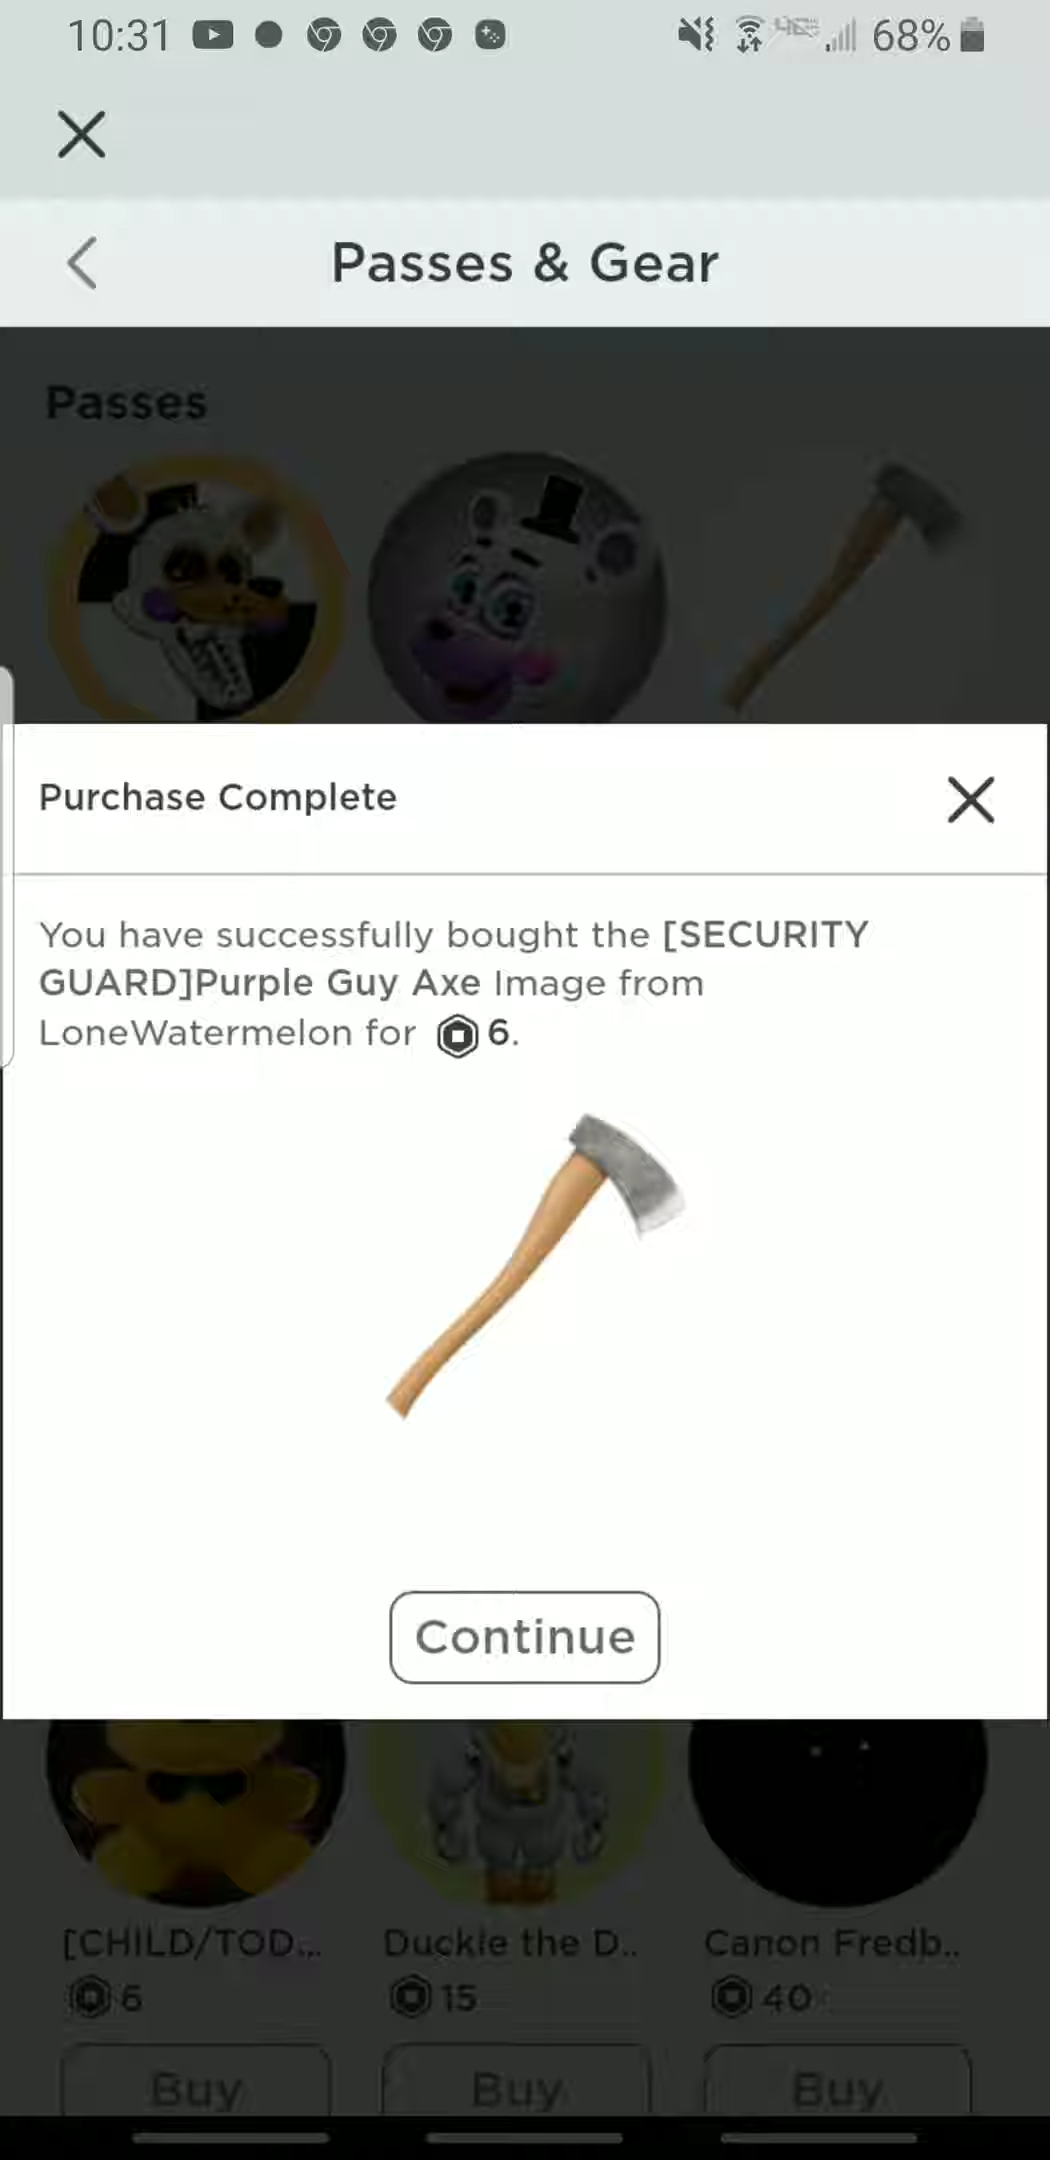 10:31 68%
Passes & Gear
Passes
Purchase Complete
You have successfully bought the [SECURITY
GUARD]Purple Guy Axe Image from
LoneWatermelon for 6.
Continue
[CHILD/TOD... Duckie the D.. Canon Fredb..
6 15 40
Buy Buy Buy